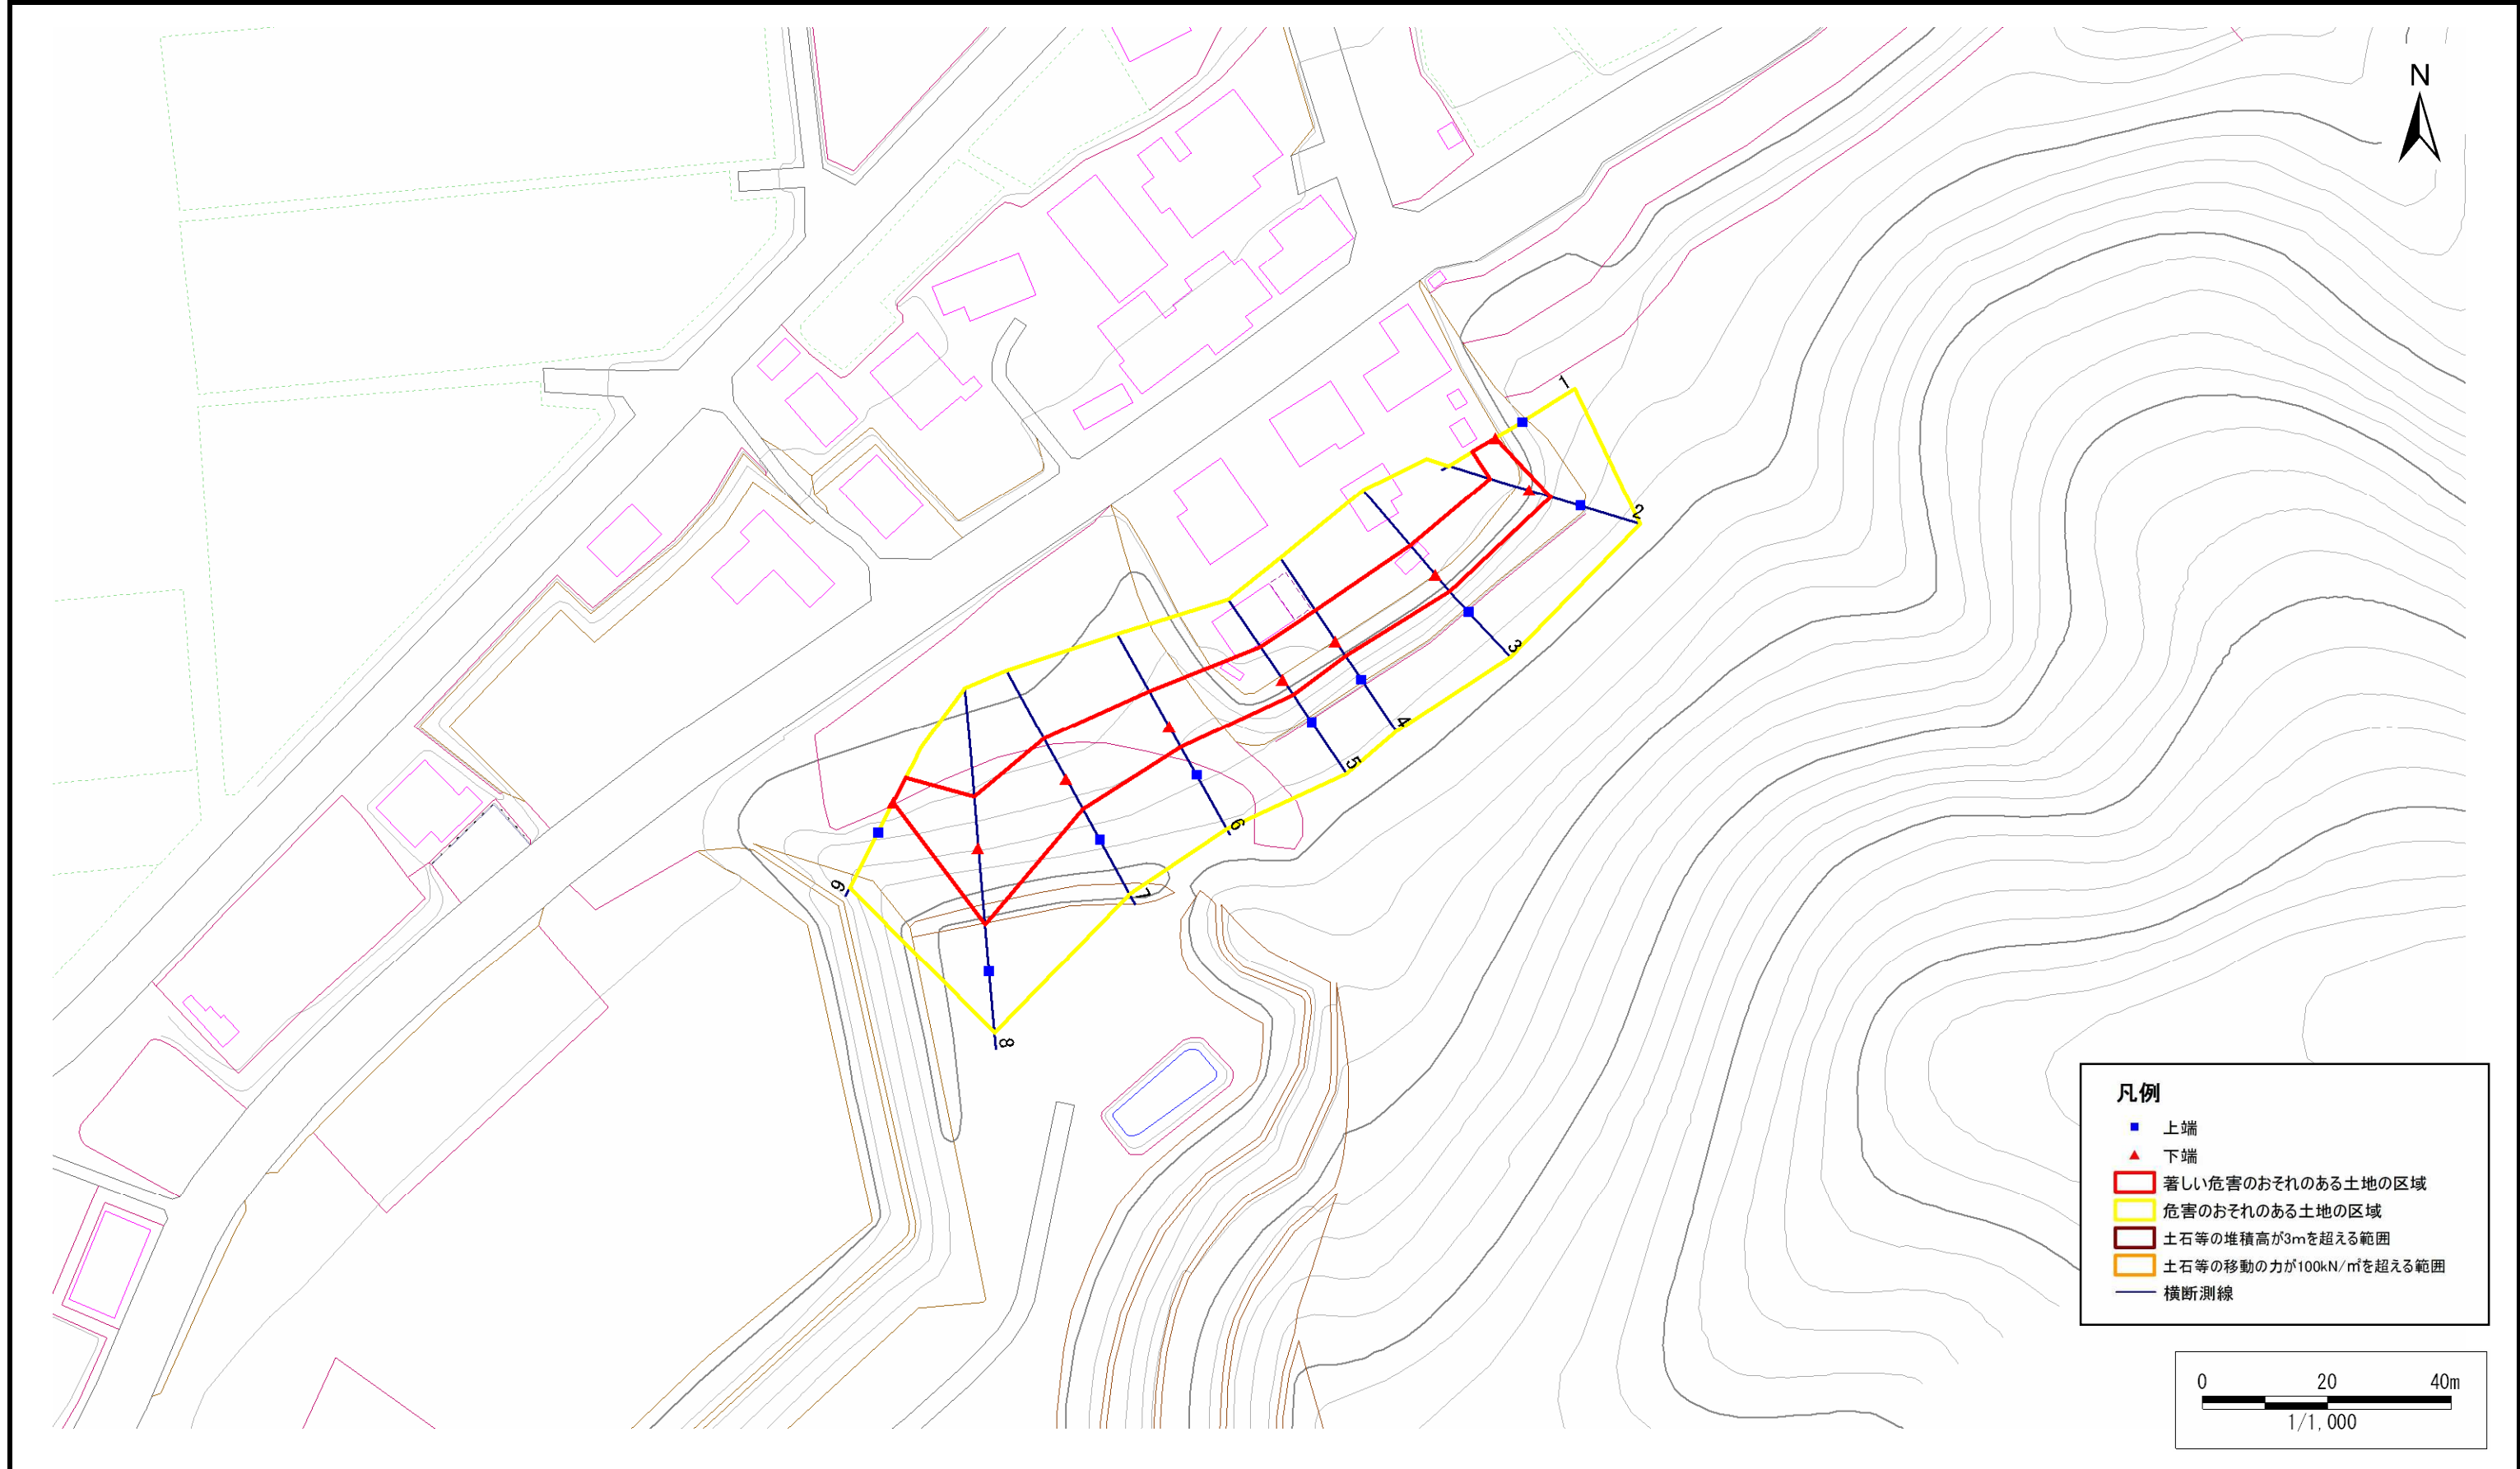 N
1
2
3
4
5
6
7
8
9
凡例
上端
下端
著しい危害のおそれのある土地の区域
危害のおそれのある土地の区域
土石等の堆積高が3mを超える範囲
土石等の移動の力が100kN/㎡を超える範囲
横断測線
0 20 40m
1/1,000